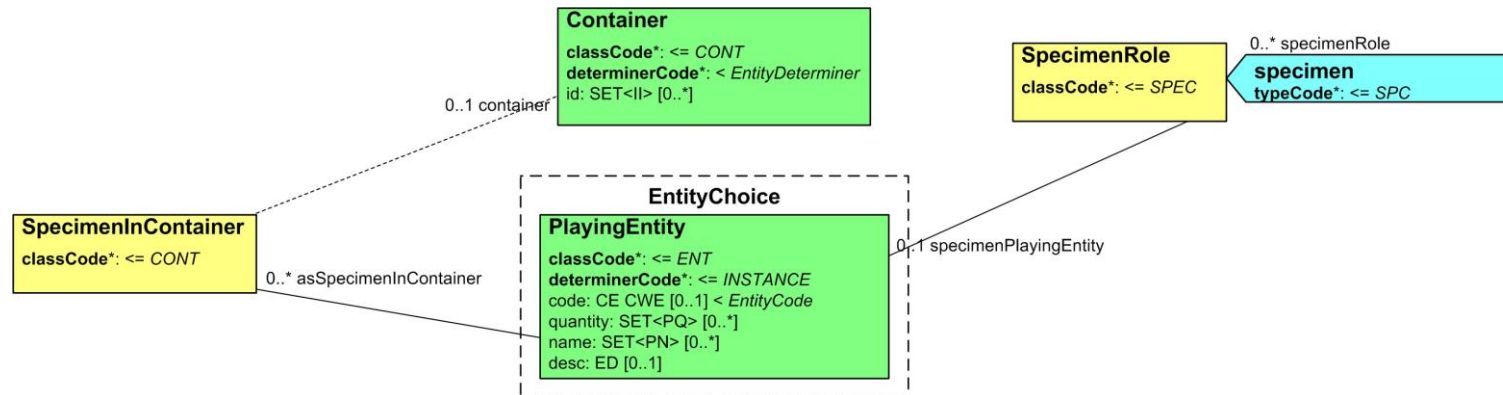 Container
classCode*: <= CONT
determinerCode*: < EntityDeterminer
id: SET<II> [0..*]
0..1 container
SpecimenRole
classCode*: <= SPEC
0..* specimenRole
specimen
typeCode*: <= SPC
EntityChoice
PlayingEntity
classCode*: <= ENT
determinerCode*: <= INSTANCE
code: CE CWE [0..1] < EntityCode
quantity: SET<PQ> [0..*]
name: SET<PN> [0..*]
desc: ED [0..1]
0..1 specimenPlayingEntity
SpecimenInContainer
classCode*: <= CONT
0..* asSpecimenInContainer